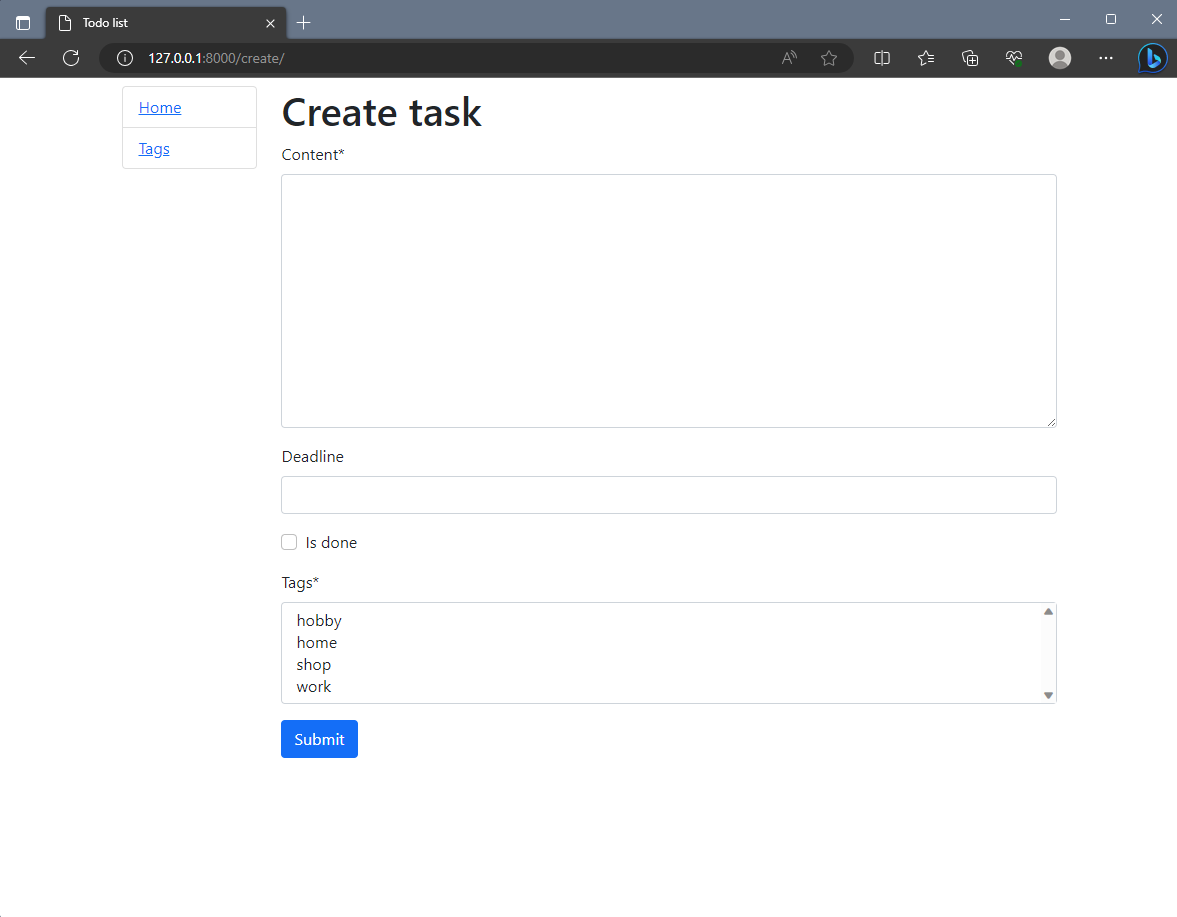 Todo list
127.0.0.1:8000/create/
Home
Tags
Create task
Content*
Deadline
Is done
Tags*
hobby
home
shop
work
Submit